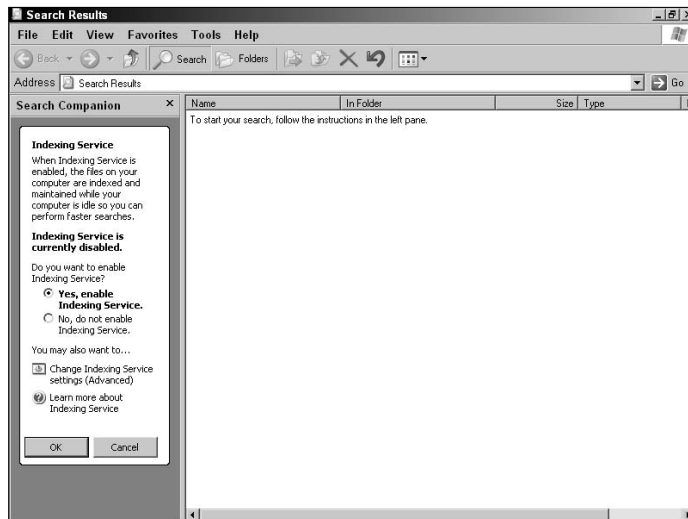 Search Results
File Edit View Favorites Tools Help
Back Search Folders
Address Search Results Go
Search Companion
Name In Folder Size Type
To start your search, follow the instructions in the left pane.
Indexing Service
When Indexing Service is
enabled, the files on your
computer are indexed and
maintained while your
computer is idle so you can
perform faster searches.
Indexing Service is
currently disabled.
Do you want to enable
Indexing Service?
Yes, enable
Indexing Service.
No, do not enable
Indexing Service.
You may also want to...
Change Indexing Service
settings (Advanced)
Learn more about
Indexing Service
OK Cancel